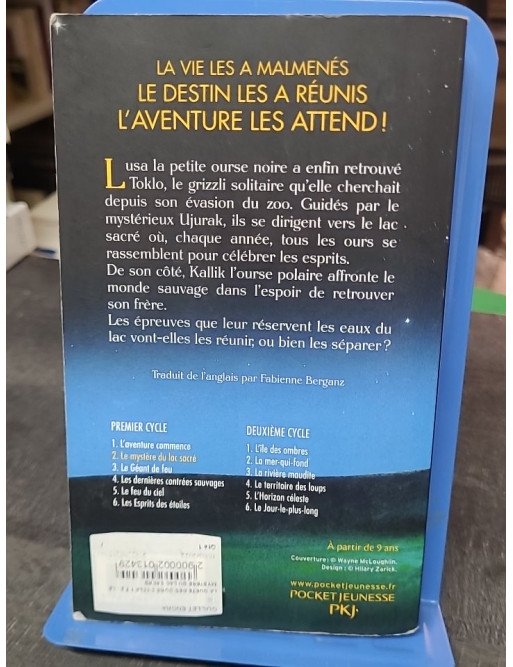 LA VIE LES A MALMENÉS
LE DESTIN LES A RÉUNIS
L'AVENTURE LES ATTEND !
Lusa la petite ourse noire a enfin retrouvé
Toklo, le grizzli solitaire qu'elle cherchait
depuis son évasion du zoo. Guidés par le
mystérieux Ujurak, ils se dirigent vers le lac
sacré où, chaque année, tous les ours se
rassemblent pour célébrer les esprits.
De son côté, Kallik l'ourse polaire affronte le
monde sauvage dans l'espoir de retrouver
son frère.
Les épreuves que leur réservent les eaux du
lac vont-elles les réunir, ou bien les séparer ?
Traduit de l'anglais par Fabienne Berganz
PREMIER CYCLE
1. L'aventure commence
2. Le mystère du lac sacré
3. Le Géant de feu
4. Les dernières contrées sauvages
5. Le feu du ciel
6. Les Esprits des étoiles
DEUXIÈME CYCLE
1. L'île des ombres
2. La mer-qui-fond
3. La rivière maudite
4. Le territoire des loups
5. L'Horizon céleste
6. Le Jour-le-plus-long
À partir de 9 ans
Couverture : © Wayne McLoughlin.
Design : © Hilary Zarick.
www.pocketjeunesse.fr
POCKET JEUNESSE
PKJ.
2 900002 013429